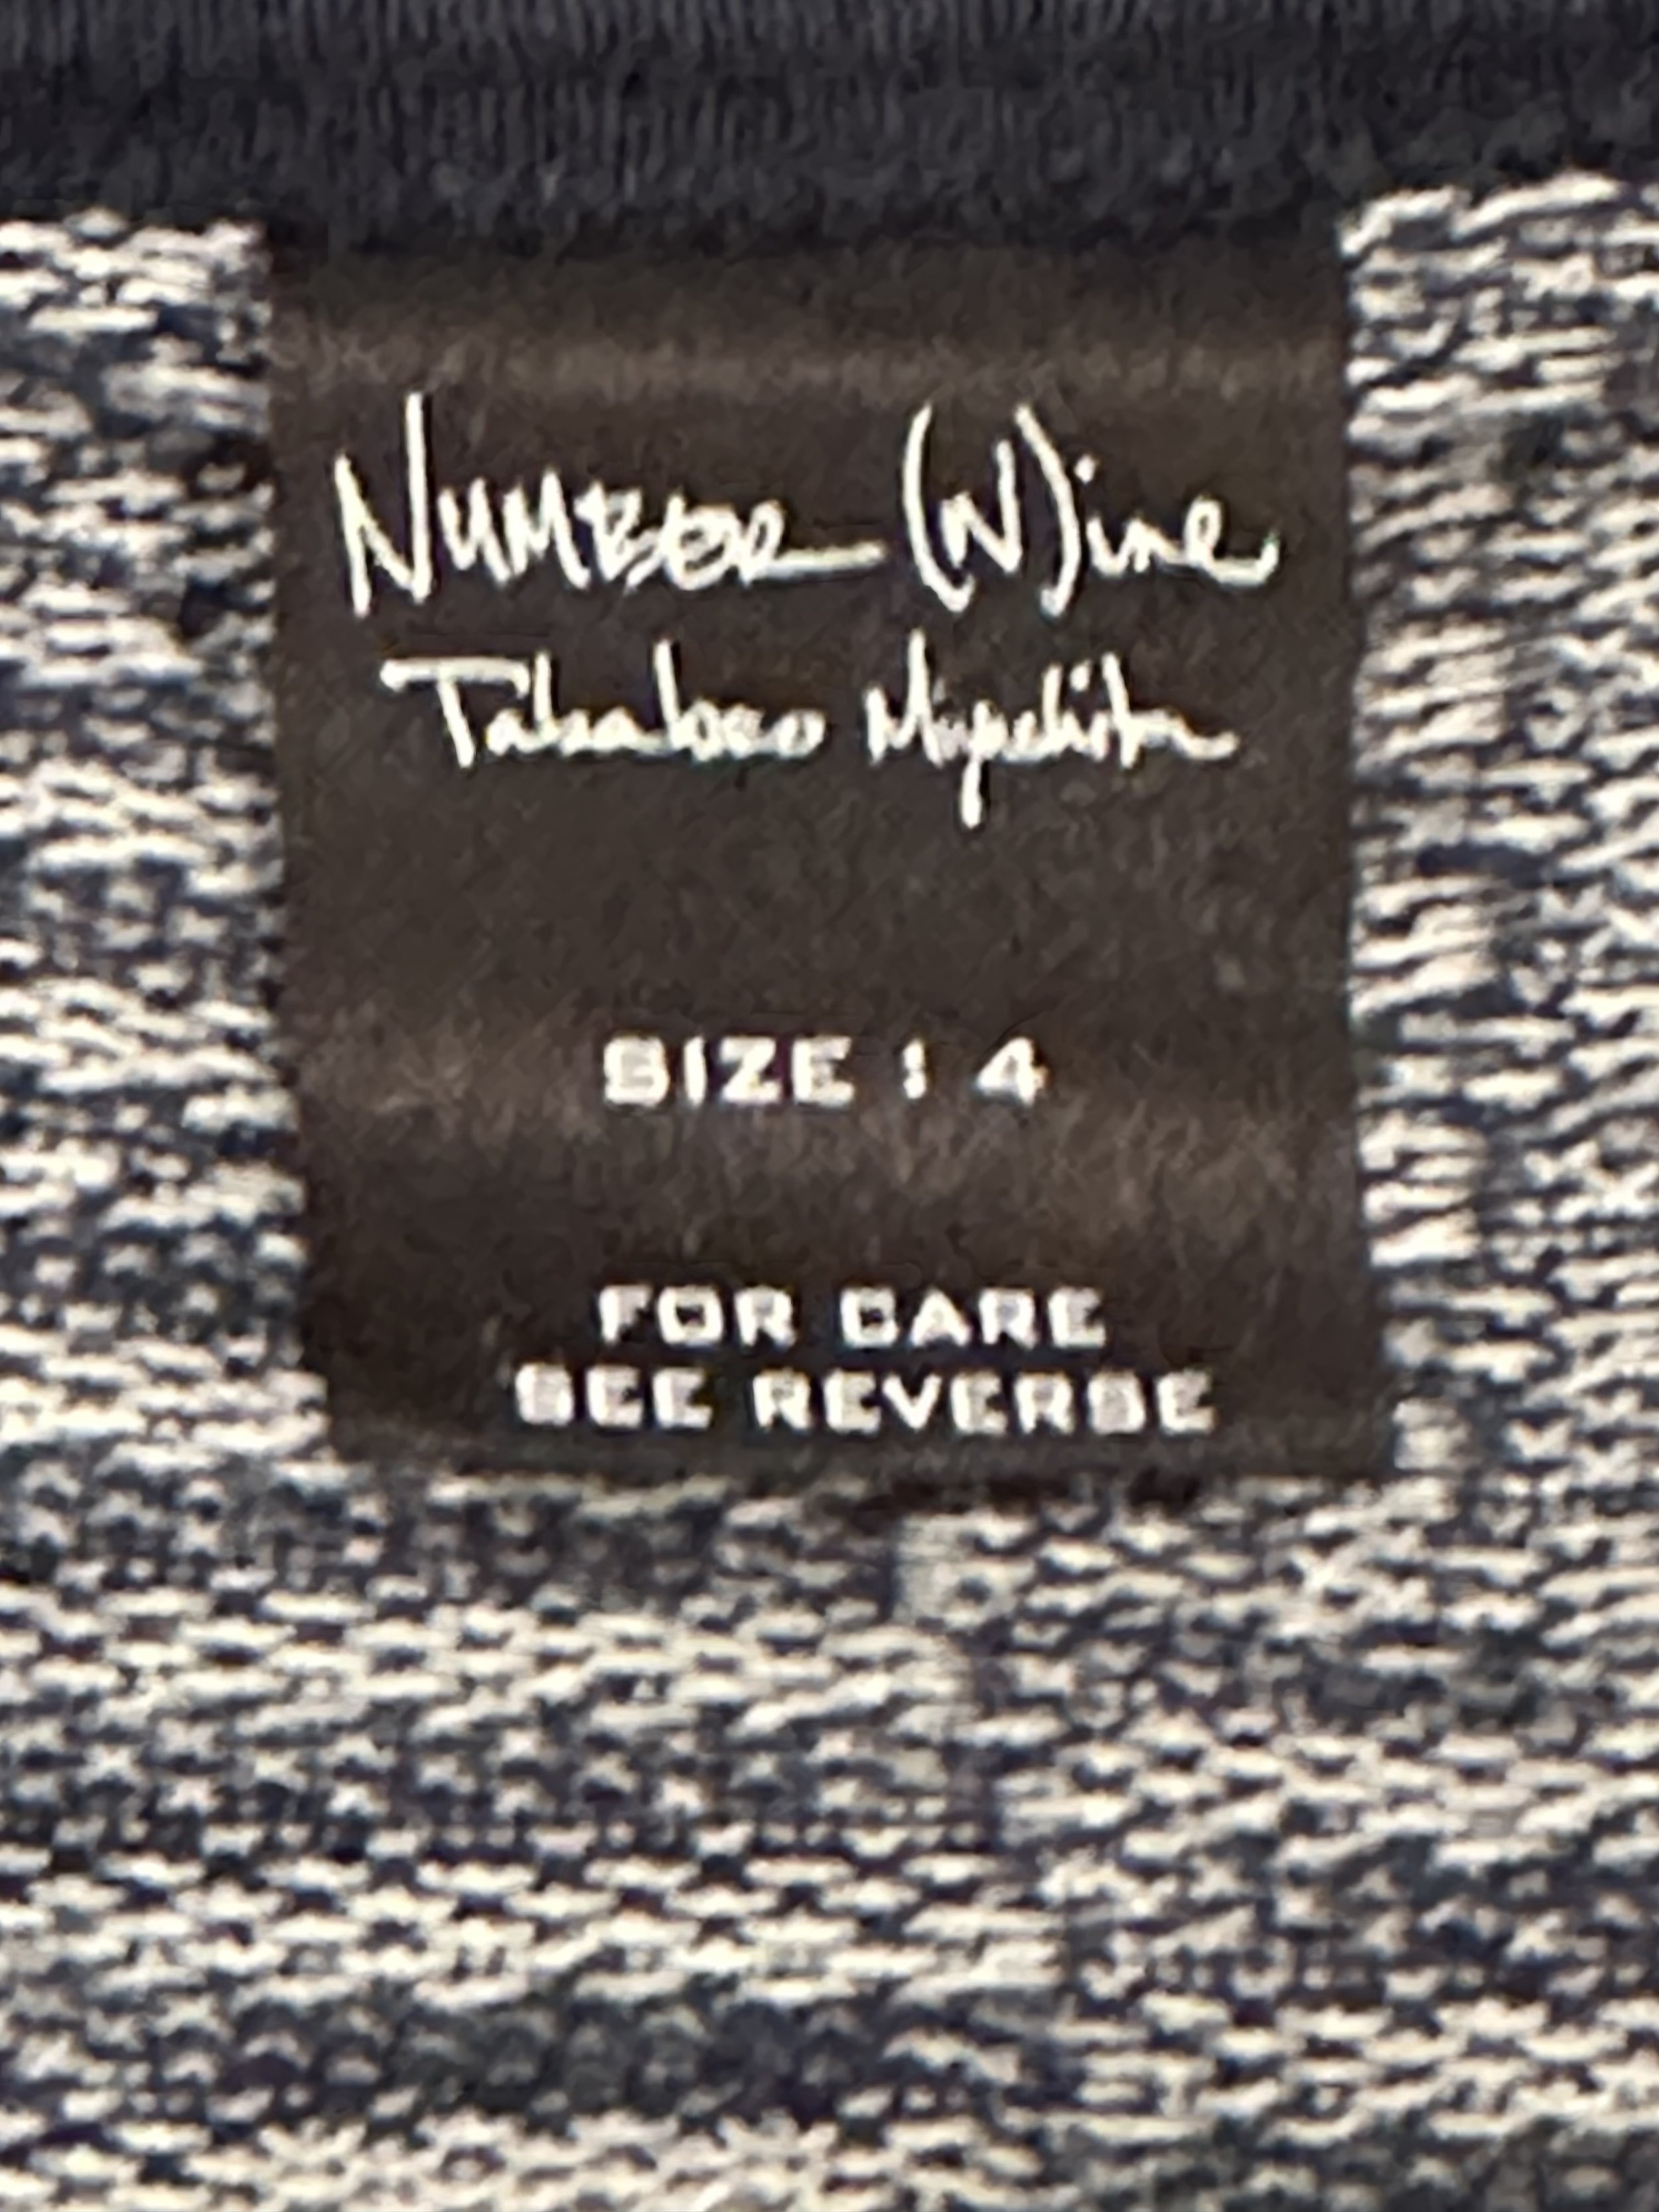 NUMBER (N)ine
Takahiro Miyashita
SIZE : 4
FOR CARE
SEE REVERSE